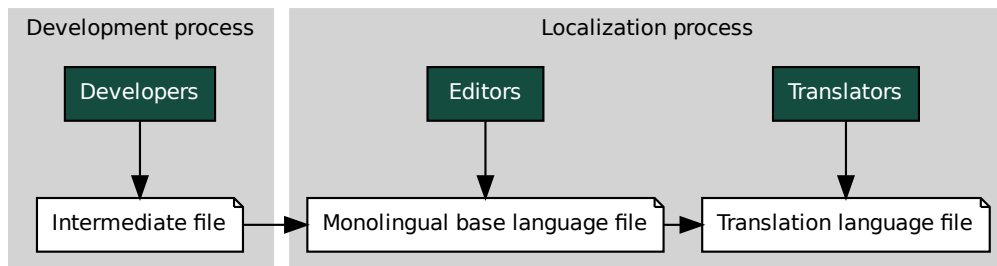 Development process
Localization process
Developers
Editors
Translators
Intermediate file
Monolingual base language file
Translation language file